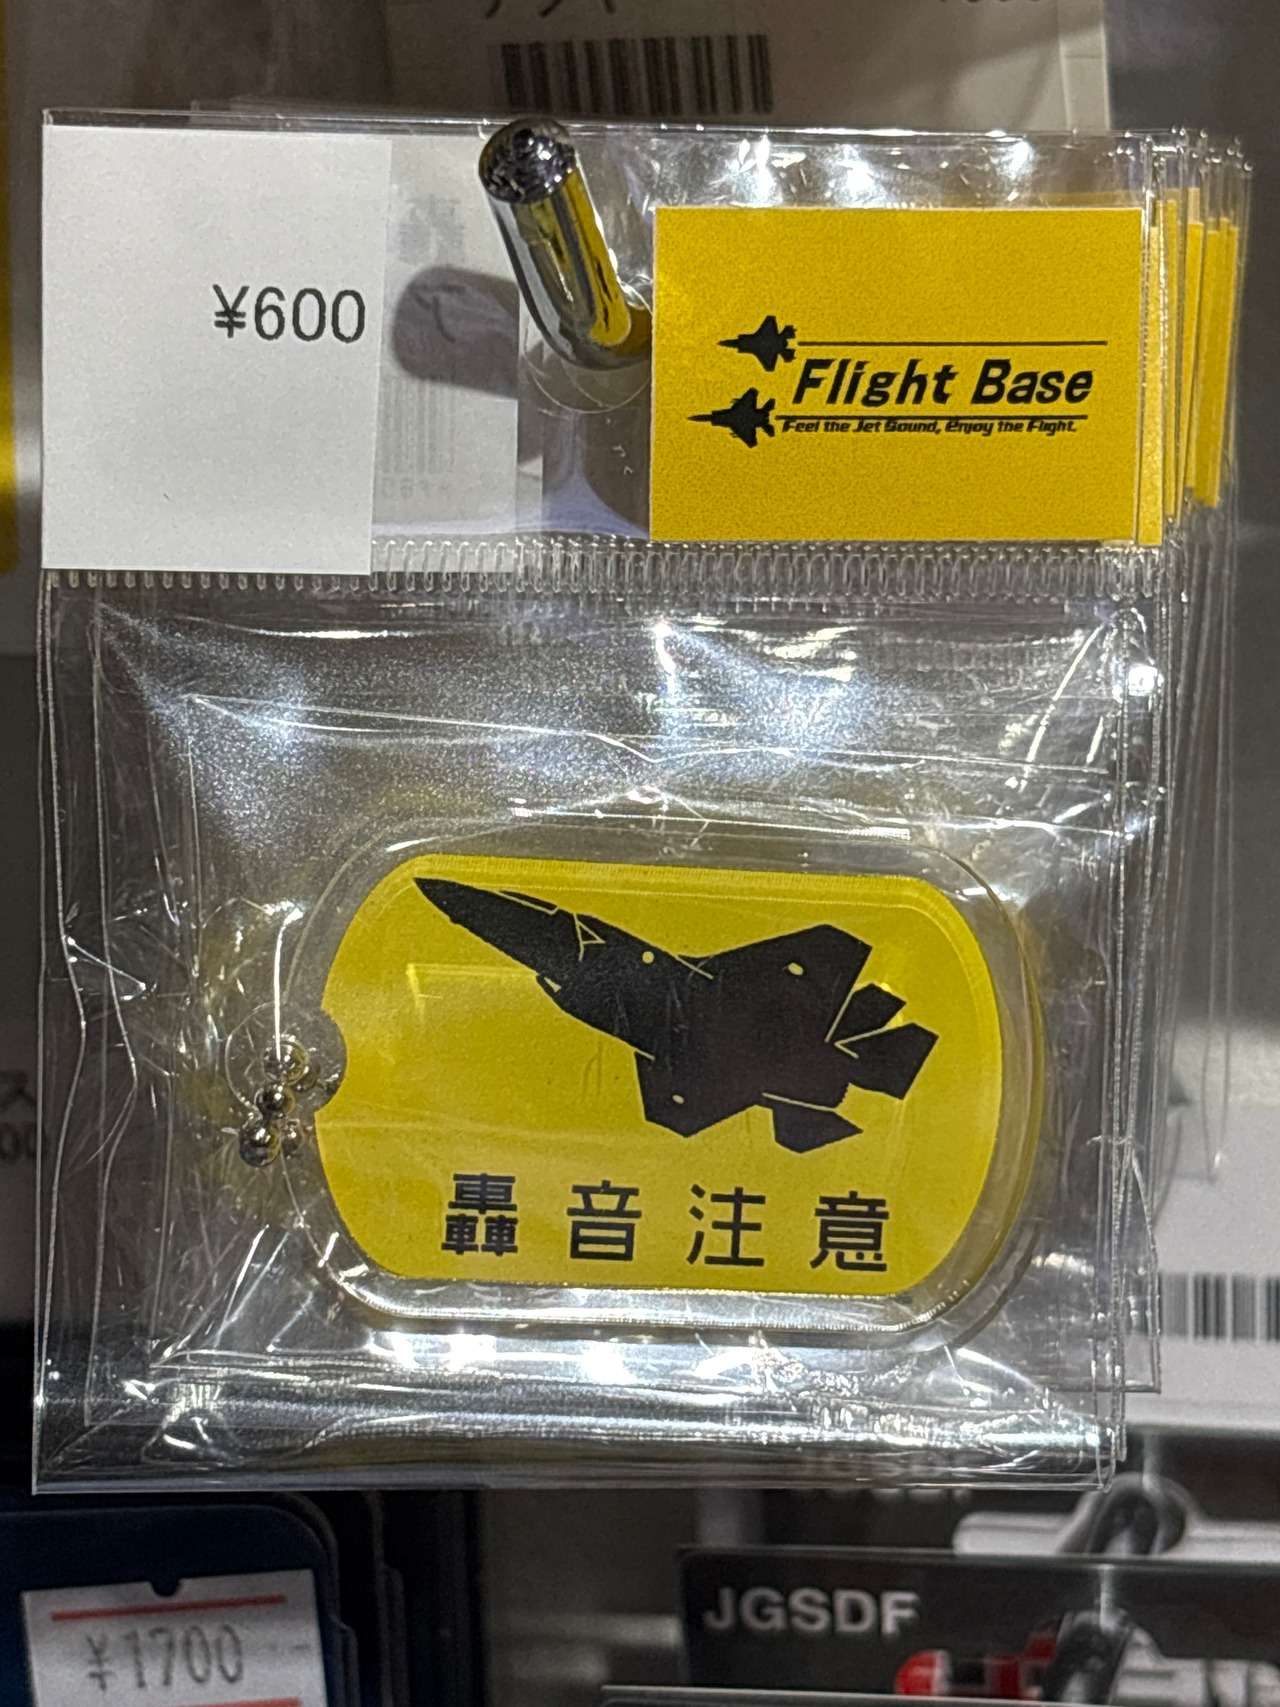 ¥600
Flight Base
Feel the Jet Sound, Enjoy the Flight.
轟音注意
¥1700
JGSDF